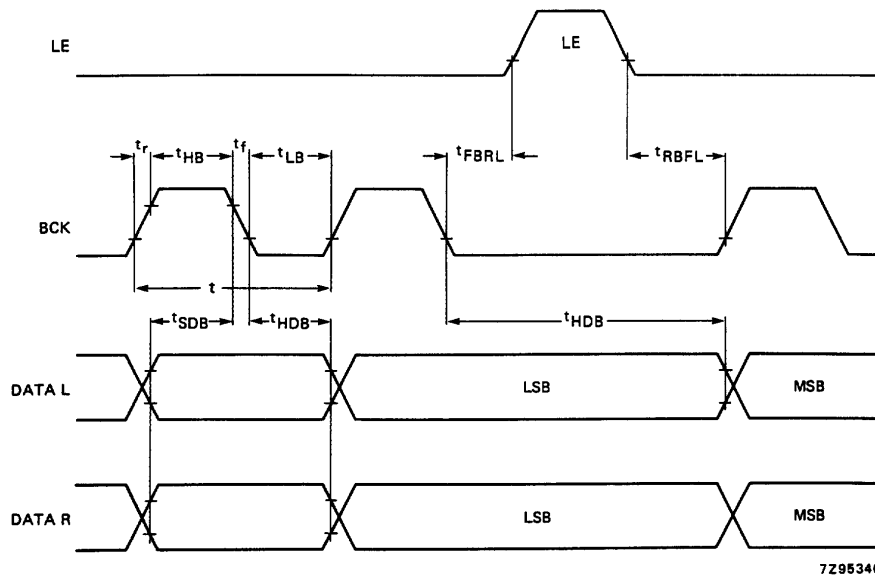 LE
LE
tr
tHB
tf
tLB
tFBRL
tRBFL
BCK
t
tSDB
tHDB
tHDB
DATA L
LSB
MSB
DATA R
LSB
MSB